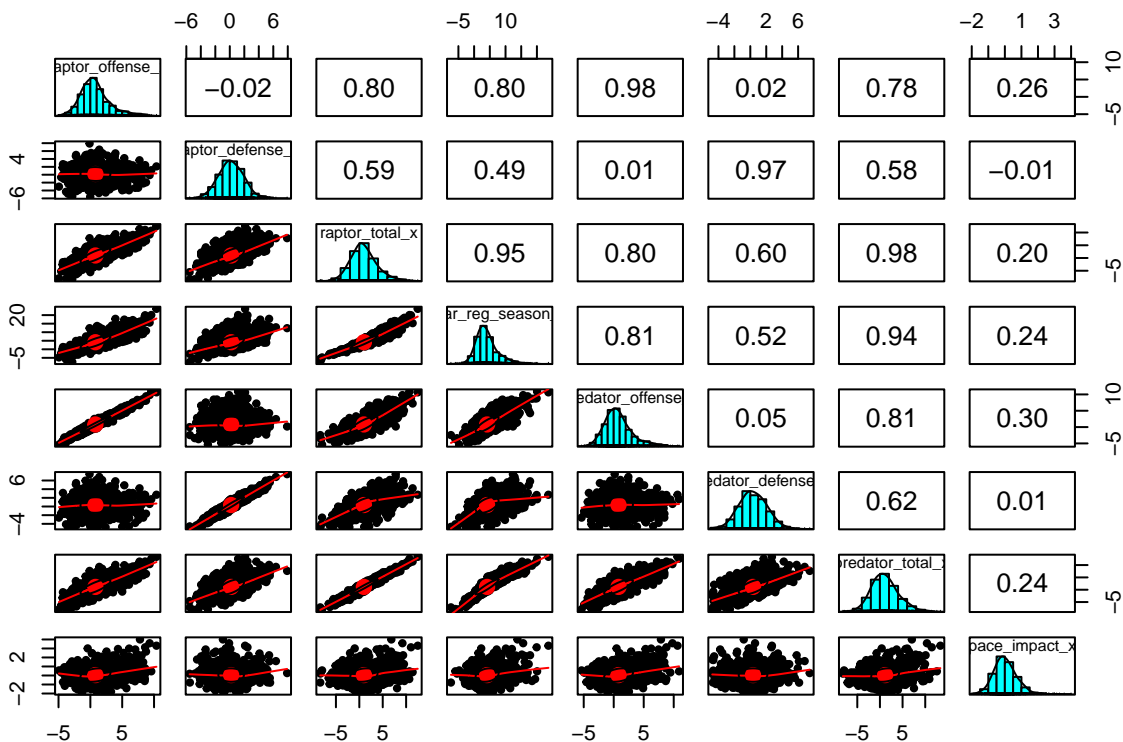 −6 0 6 −5 10 −4 2 6 −2 1 3
aptor_offense_ −0.02 0.80 0.80 0.98 0.02 0.78 0.26 −5 10
−6 4 aptor_defense_ 0.59 0.49 0.01 0.97 0.58 −0.01
raptor_total_x 0.95 0.80 0.60 0.98 0.20 −5
−5 20 ar_reg_season_ 0.81 0.52 0.94 0.24
edator_offense 0.05 0.81 0.30 −5 10
−4 6 edator_defense 0.62 0.01
predator_total_x 0.24 −5
−2 2 pace_impact_x
−5 5 −5 5 −5 5 −5 5